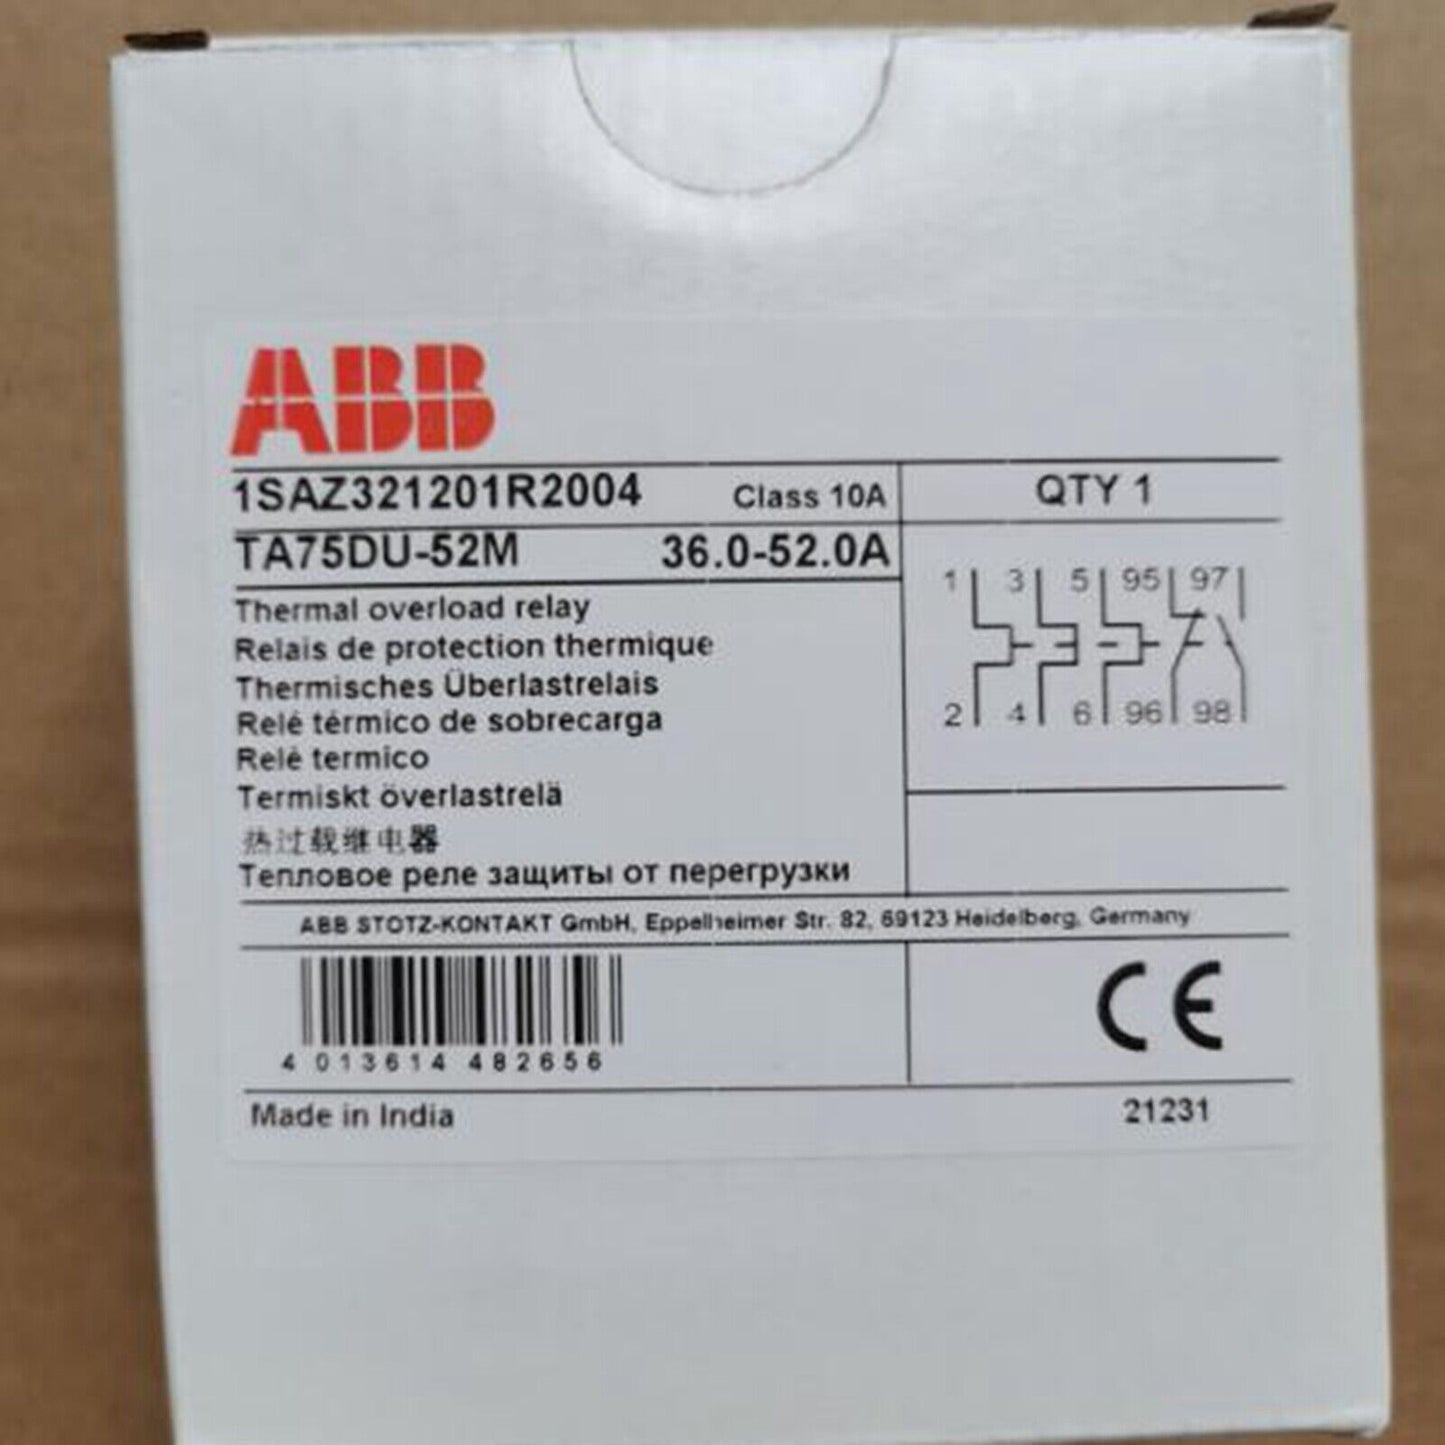 ABB
1SAZ321201R2004 Class 10A QTY 1
TA75DU-52M 36.0-52.0A
1 3 5 95 97
2 4 6 96 98
Thermal overload relay
Relais de protection thermique
Thermisches Überlastrelais
Relé térmico de sobrecarga
Relè termico
Termiskt överlastrelä
热过载继电器
Тепловое реле защиты от перегрузки
ABB STOTZ-KONTAKT GmbH, Eppelheimer Str. 82, 69123 Heidelberg, Germany
4 013614 482656
CE
Made in India 21231